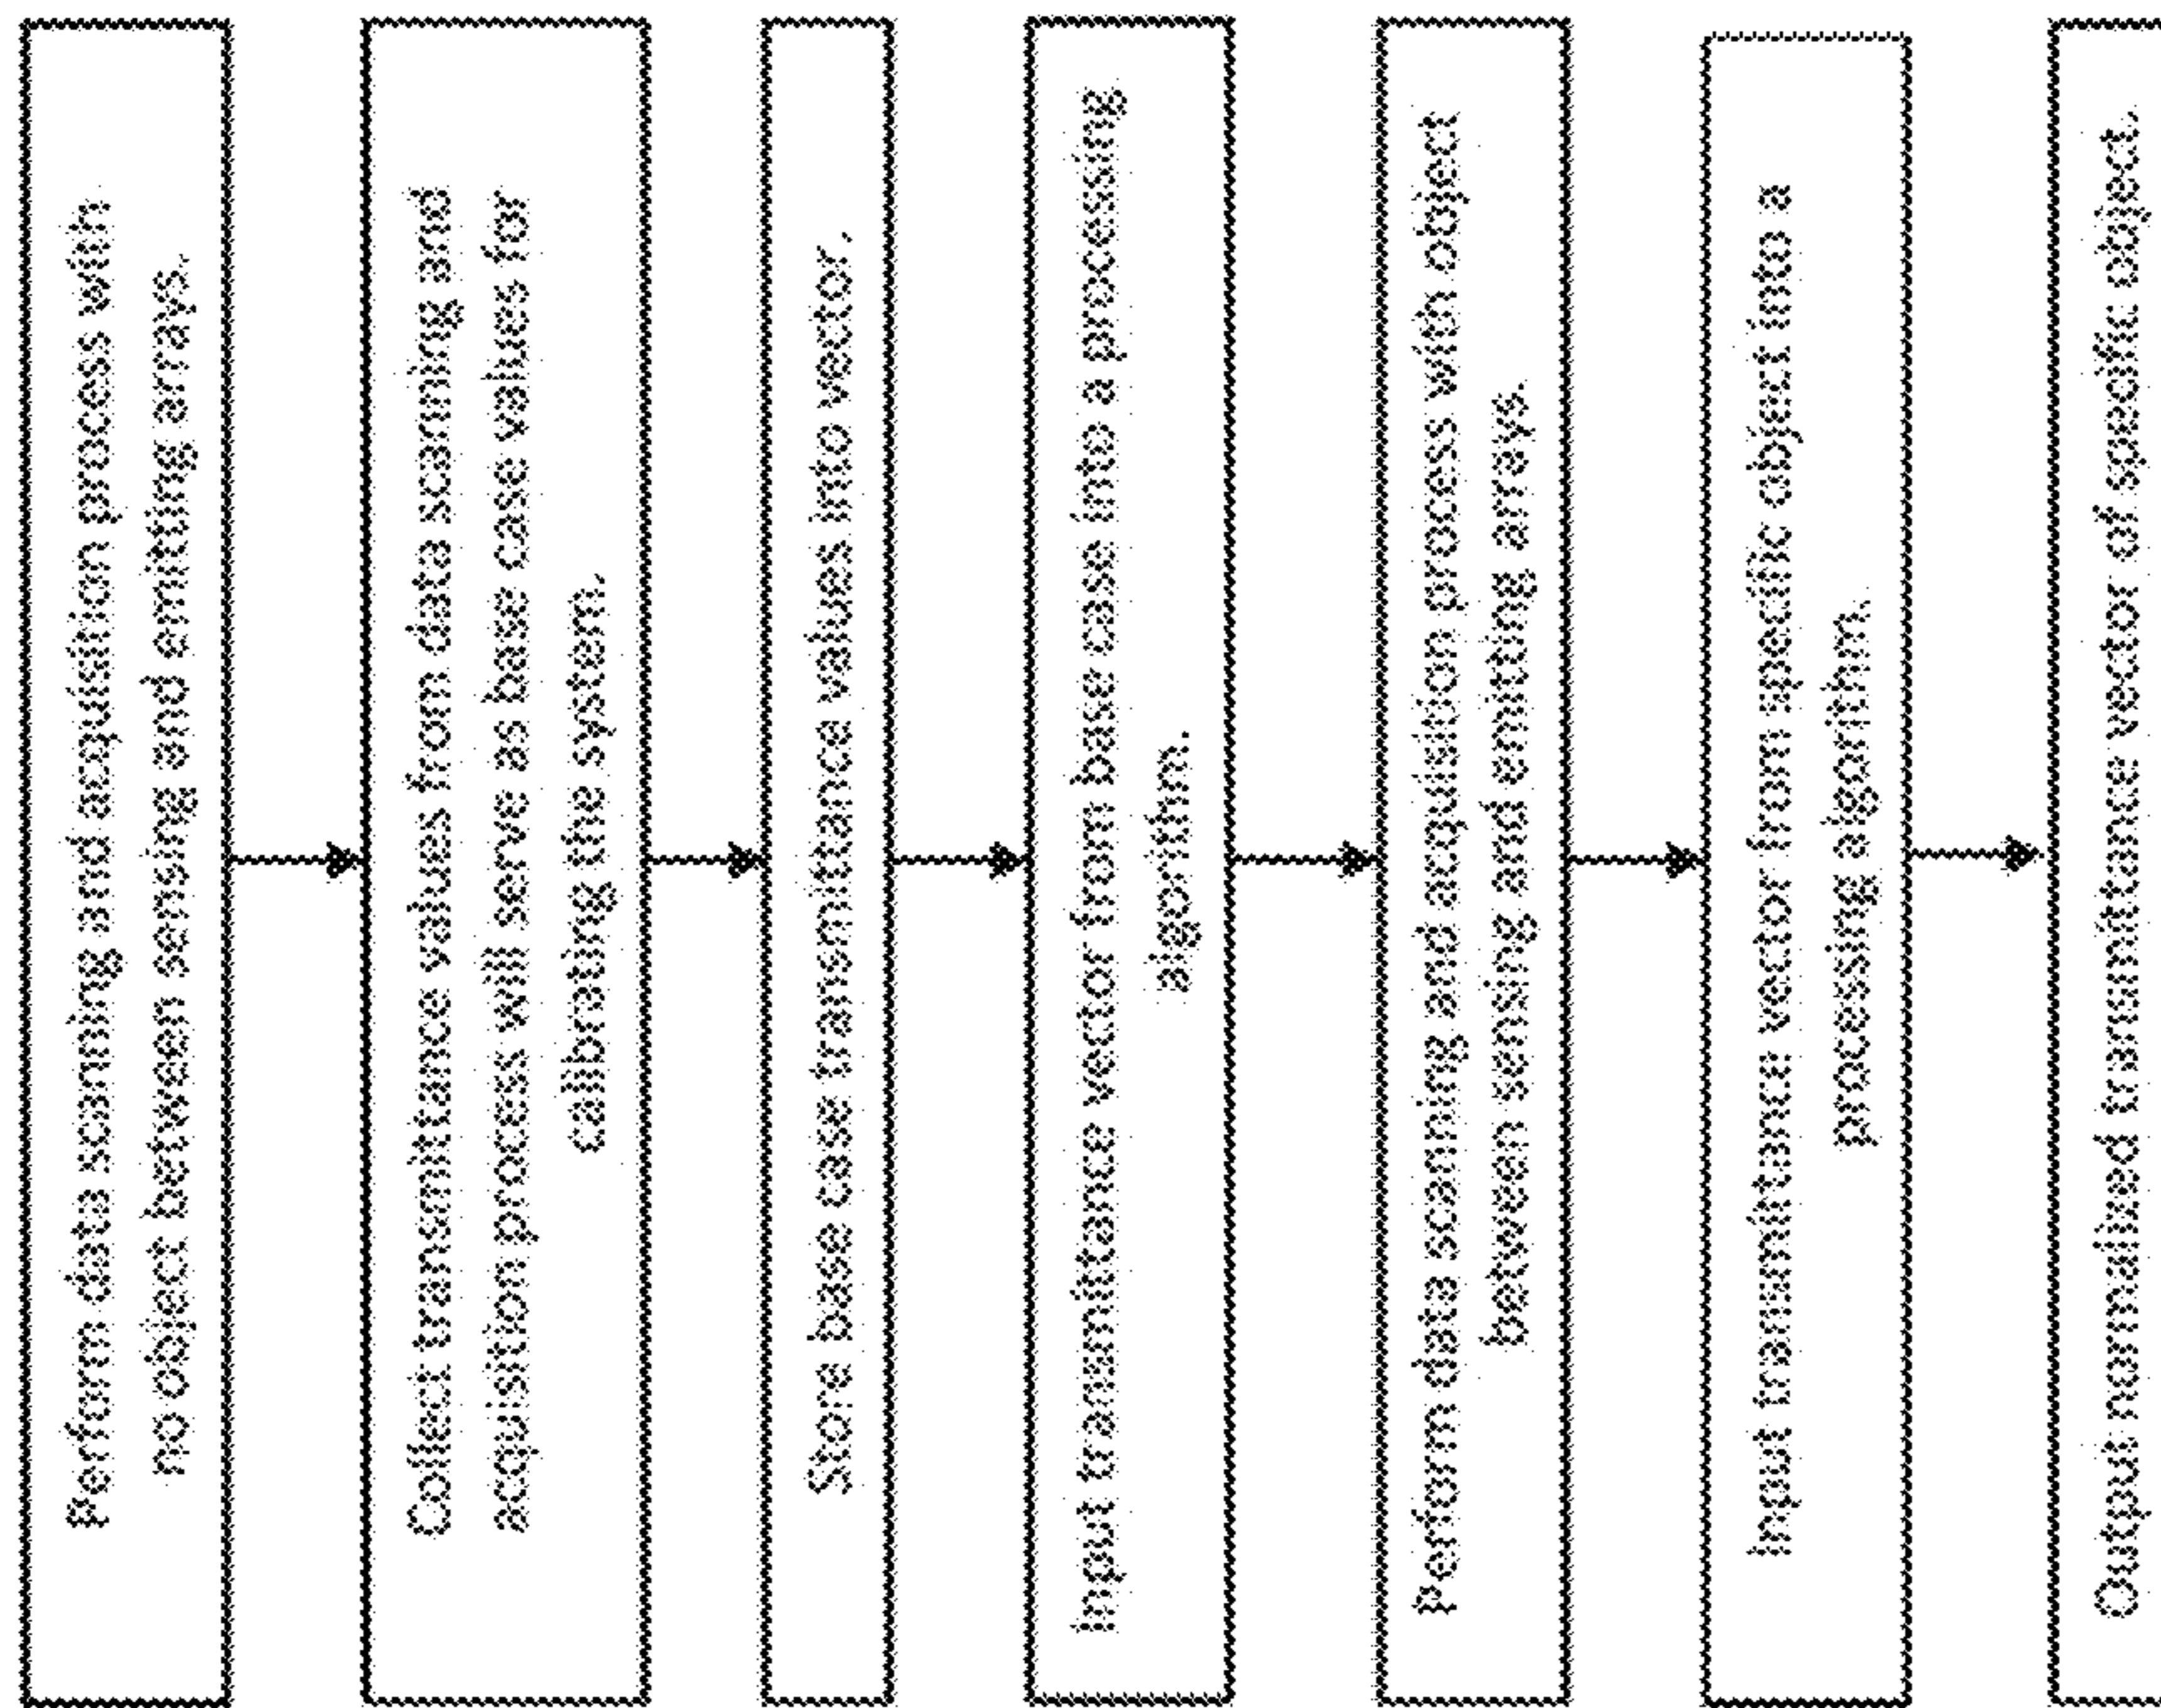 Perform data scanning and acquisition process with
no object between sensing and emitting arrays.
Collect transmittance values from data scanning and
acquisition process will serve as base case values for
calibrating the system.
Store base case transmittance values into vector.
Input transmittance vector from base case into a processing
algorithm.
Perform data scanning and acquisition process with object
between sensing and emitting arrays.
Input transmittance vector from specific object into a
processing algorithm.
Output normalized transmittance vector of specific object.